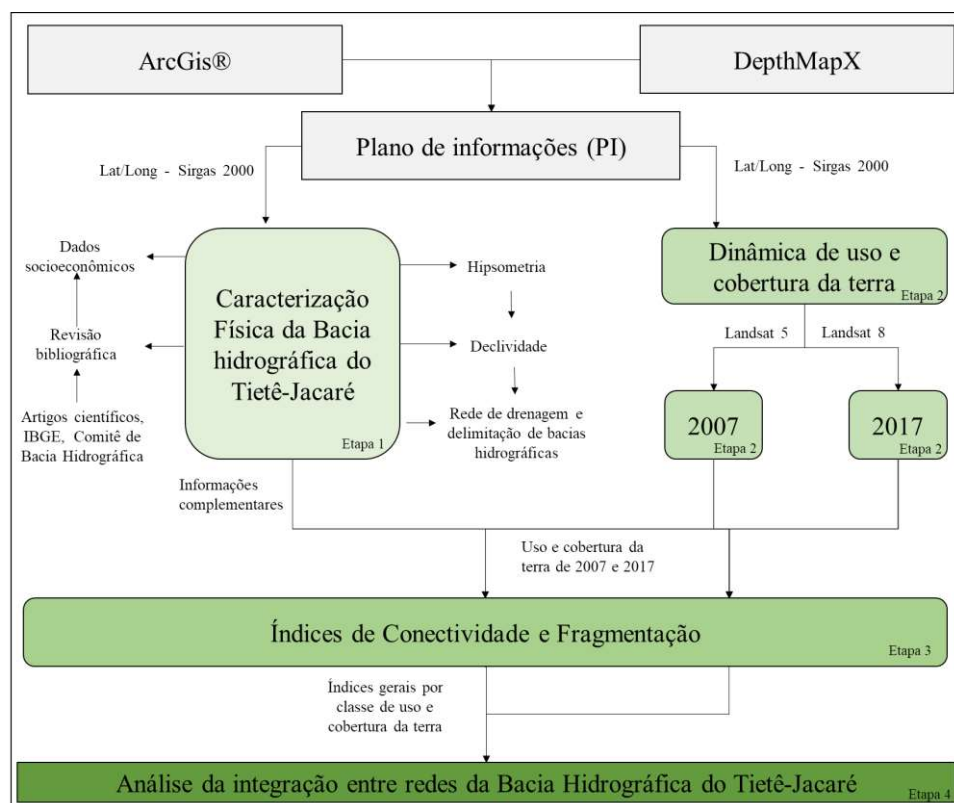 ArcGis®
DepthMapX
Plano de informações (PI)
Lat/Long - Sirgas 2000
Lat/Long - Sirgas 2000
Dados
socioeconômicos
Revisão
bibliográfica
Artigos científicos,
IBGE, Comitê de
Bacia Hidrográfica
Caracterização
Física da Bacia
hidrográfica do
Tietê-Jacaré
Etapa 1
Hipsometria
Declividade
Rede de drenagem e
delimitação de bacias
hidrográficas
Dinâmica de uso e
cobertura da terra
Etapa 2
Landsat 5
Landsat 8
2007
Etapa 2
2017
Etapa 2
Informações
complementares
Uso e cobertura da
terra de 2007 e 2017
Índices de Conectividade e Fragmentação
Etapa 3
Índices gerais por
classe de uso e
cobertura da terra
Análise da integração entre redes da Bacia Hidrográfica do Tietê-Jacaré
Etapa 4